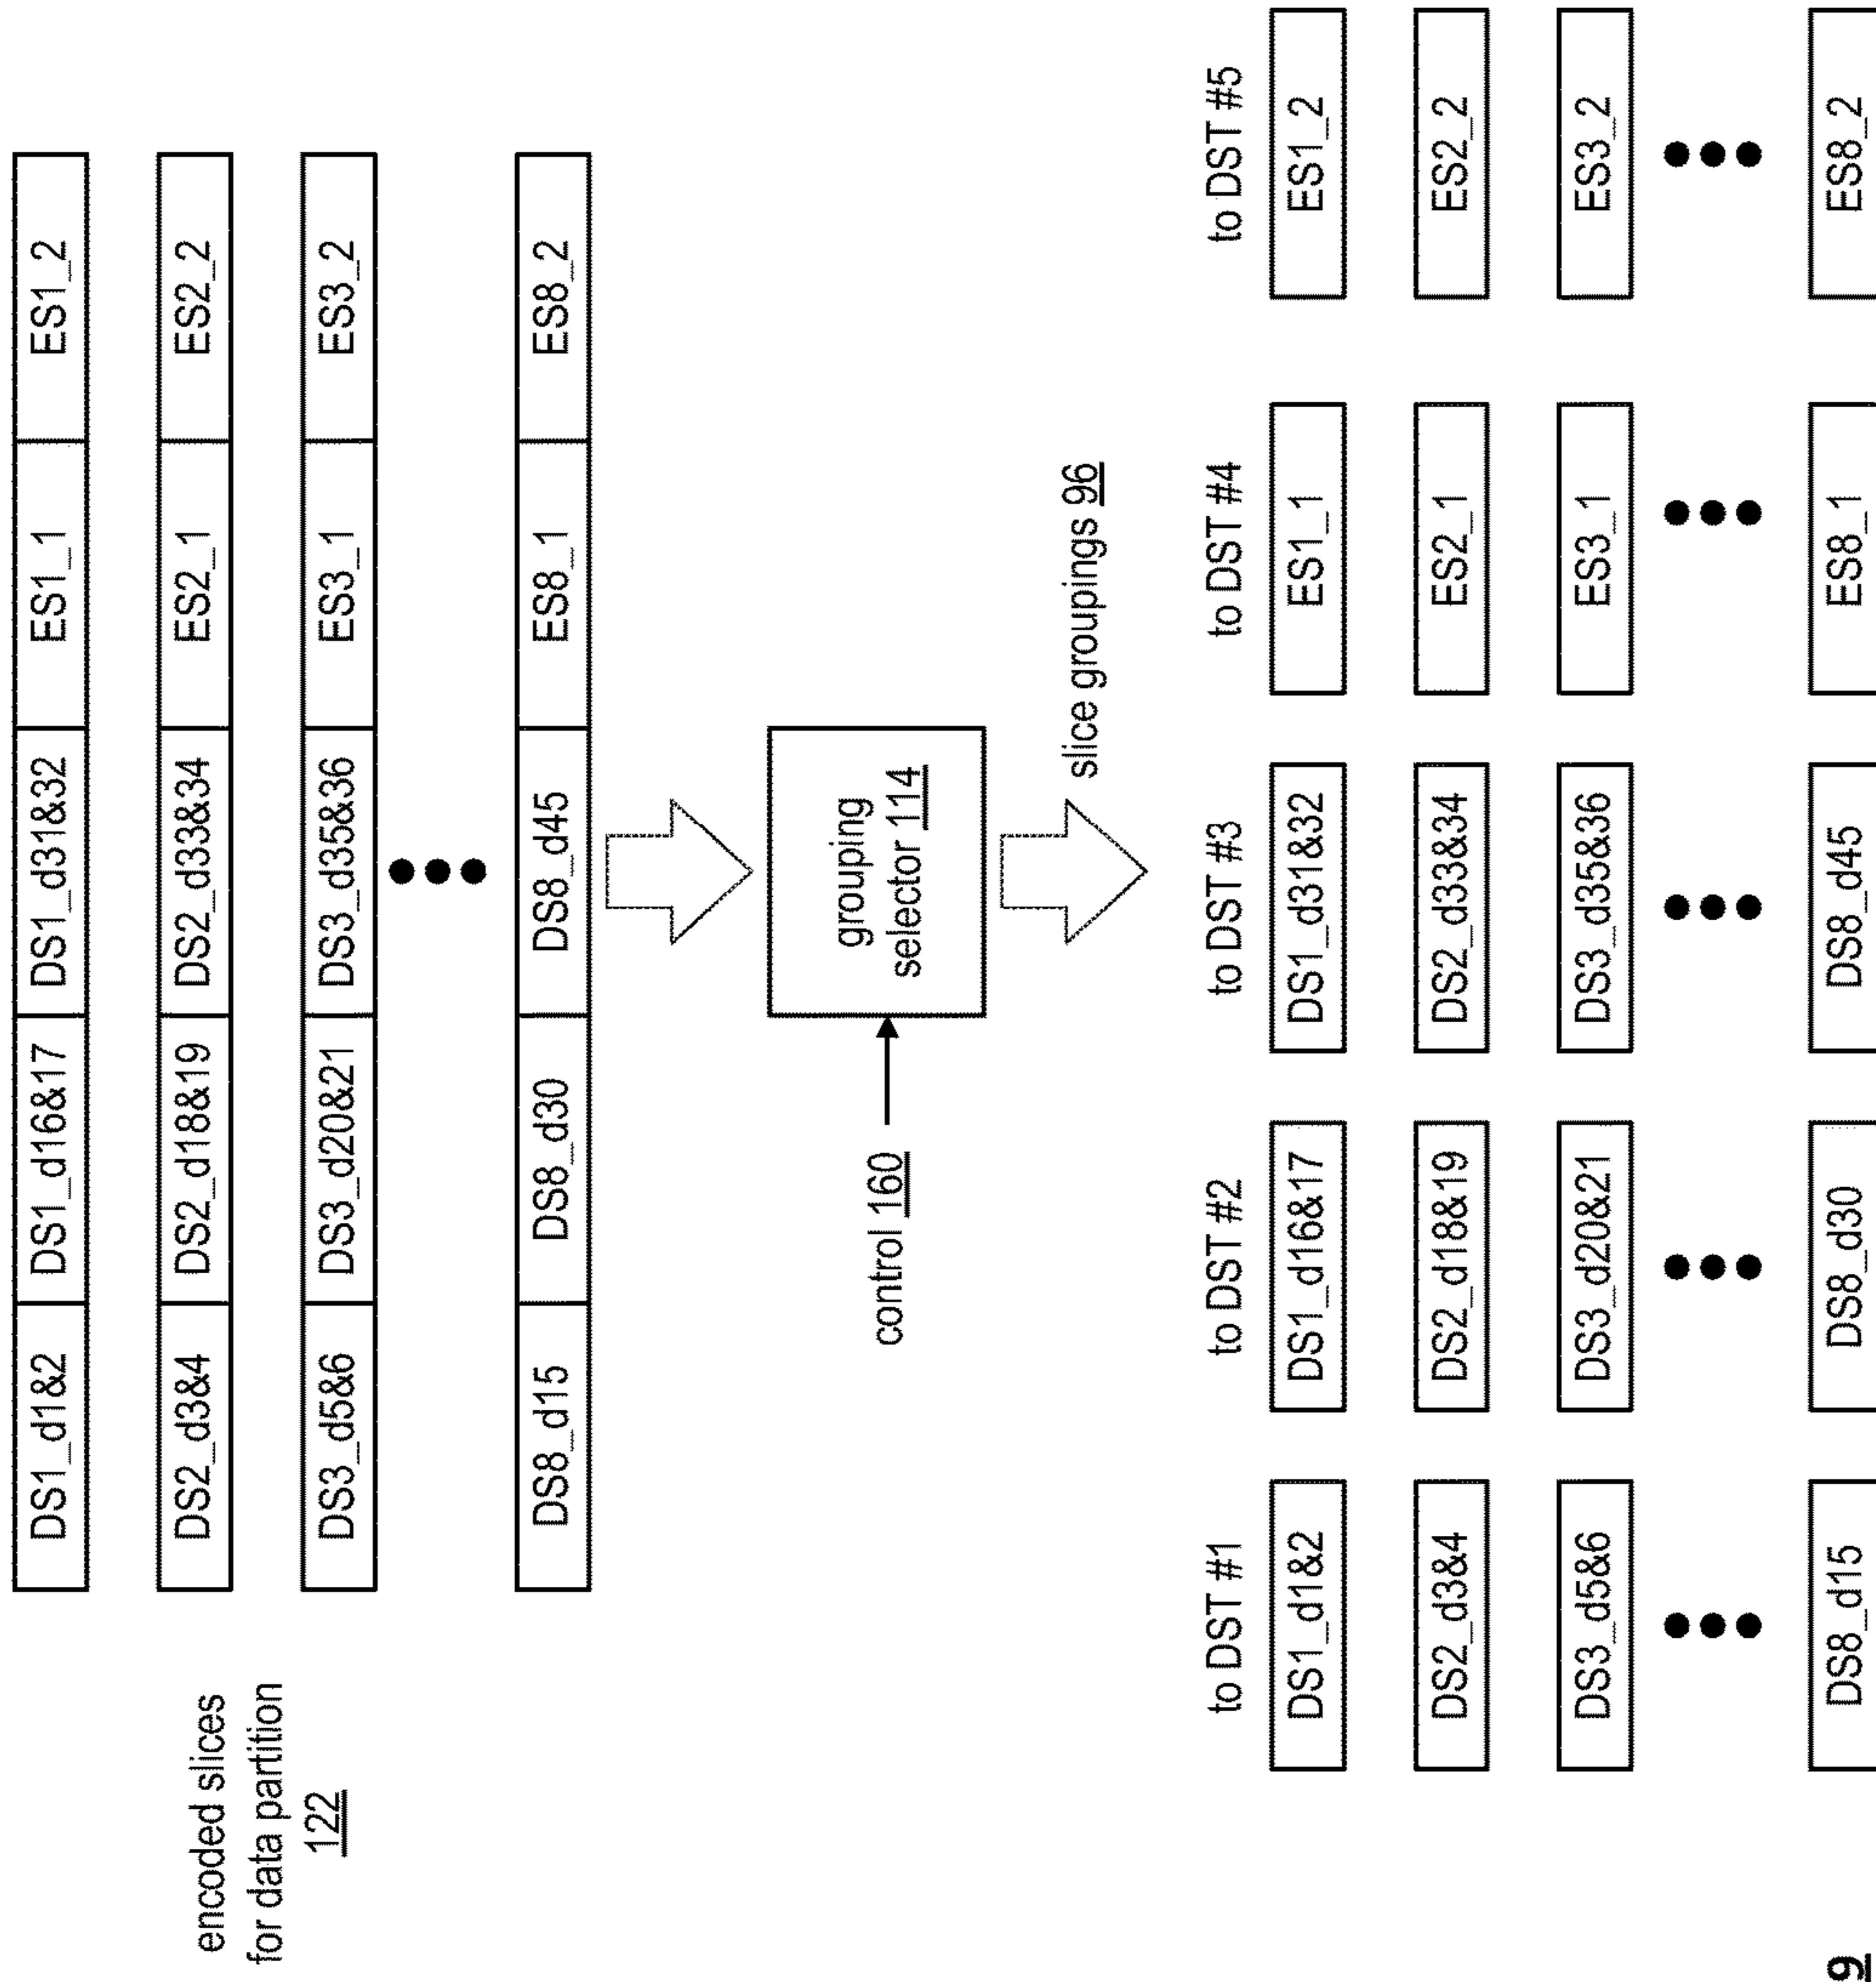 encoded slices
for data partition
122
DS1_d1&2 DS1_d16&17 DS1_d31&32 ES1_1 ES1_2
DS2_d3&4 DS2_d18&19 DS2_d33&34 ES2_1 ES2_2
DS3_d5&6 DS3_d20&21 DS3_d35&36 ES3_1 ES3_2
DS8_d15 DS8_d30 DS8_d45 ES8_1 ES8_2
control 160
grouping
selector 114
slice groupings 96
to DST #1 to DST #2 to DST #3 to DST #4 to DST #5
DS1_d1&2 DS1_d16&17 DS1_d31&32 ES1_1 ES1_2
DS2_d3&4 DS2_d18&19 DS2_d33&34 ES2_1 ES2_2
DS3_d5&6 DS3_d20&21 DS3_d35&36 ES3_1 ES3_2
DS8_d15 DS8_d30 DS8_d45 ES8_1 ES8_2
9